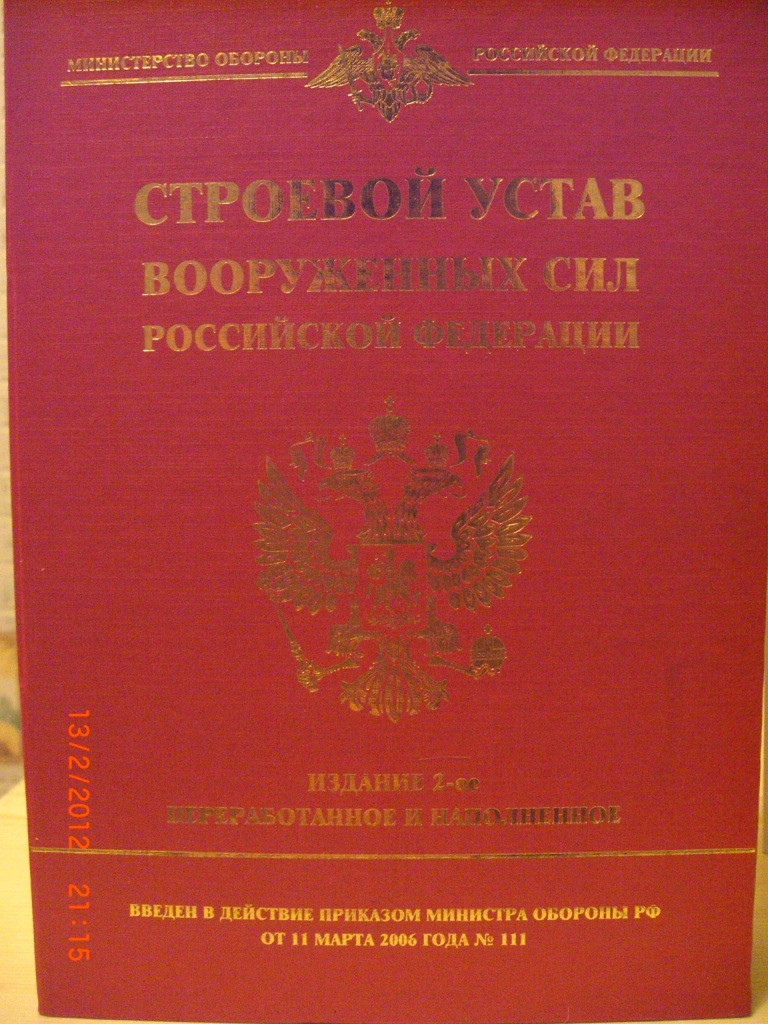 МИНИСТЕРСТВО ОБОРОНЫ РОССИЙСКОЙ ФЕДЕРАЦИИ
СТРОЕВОЙ УСТАВ
ВООРУЖЕННЫХ СИЛ
РОССИЙСКОЙ ФЕДЕРАЦИИ
ИЗДАНИЕ 2-ое
ПЕРЕРАБОТАННОЕ И НАПОЛНЕННОЕ
ВВЕДЕН В ДЕЙСТВИЕ ПРИКАЗОМ МИНИСТРА ОБОРОНЫ РФ
ОТ 11 МАРТА 2006 ГОДА № 111
13/2/2012 21:15